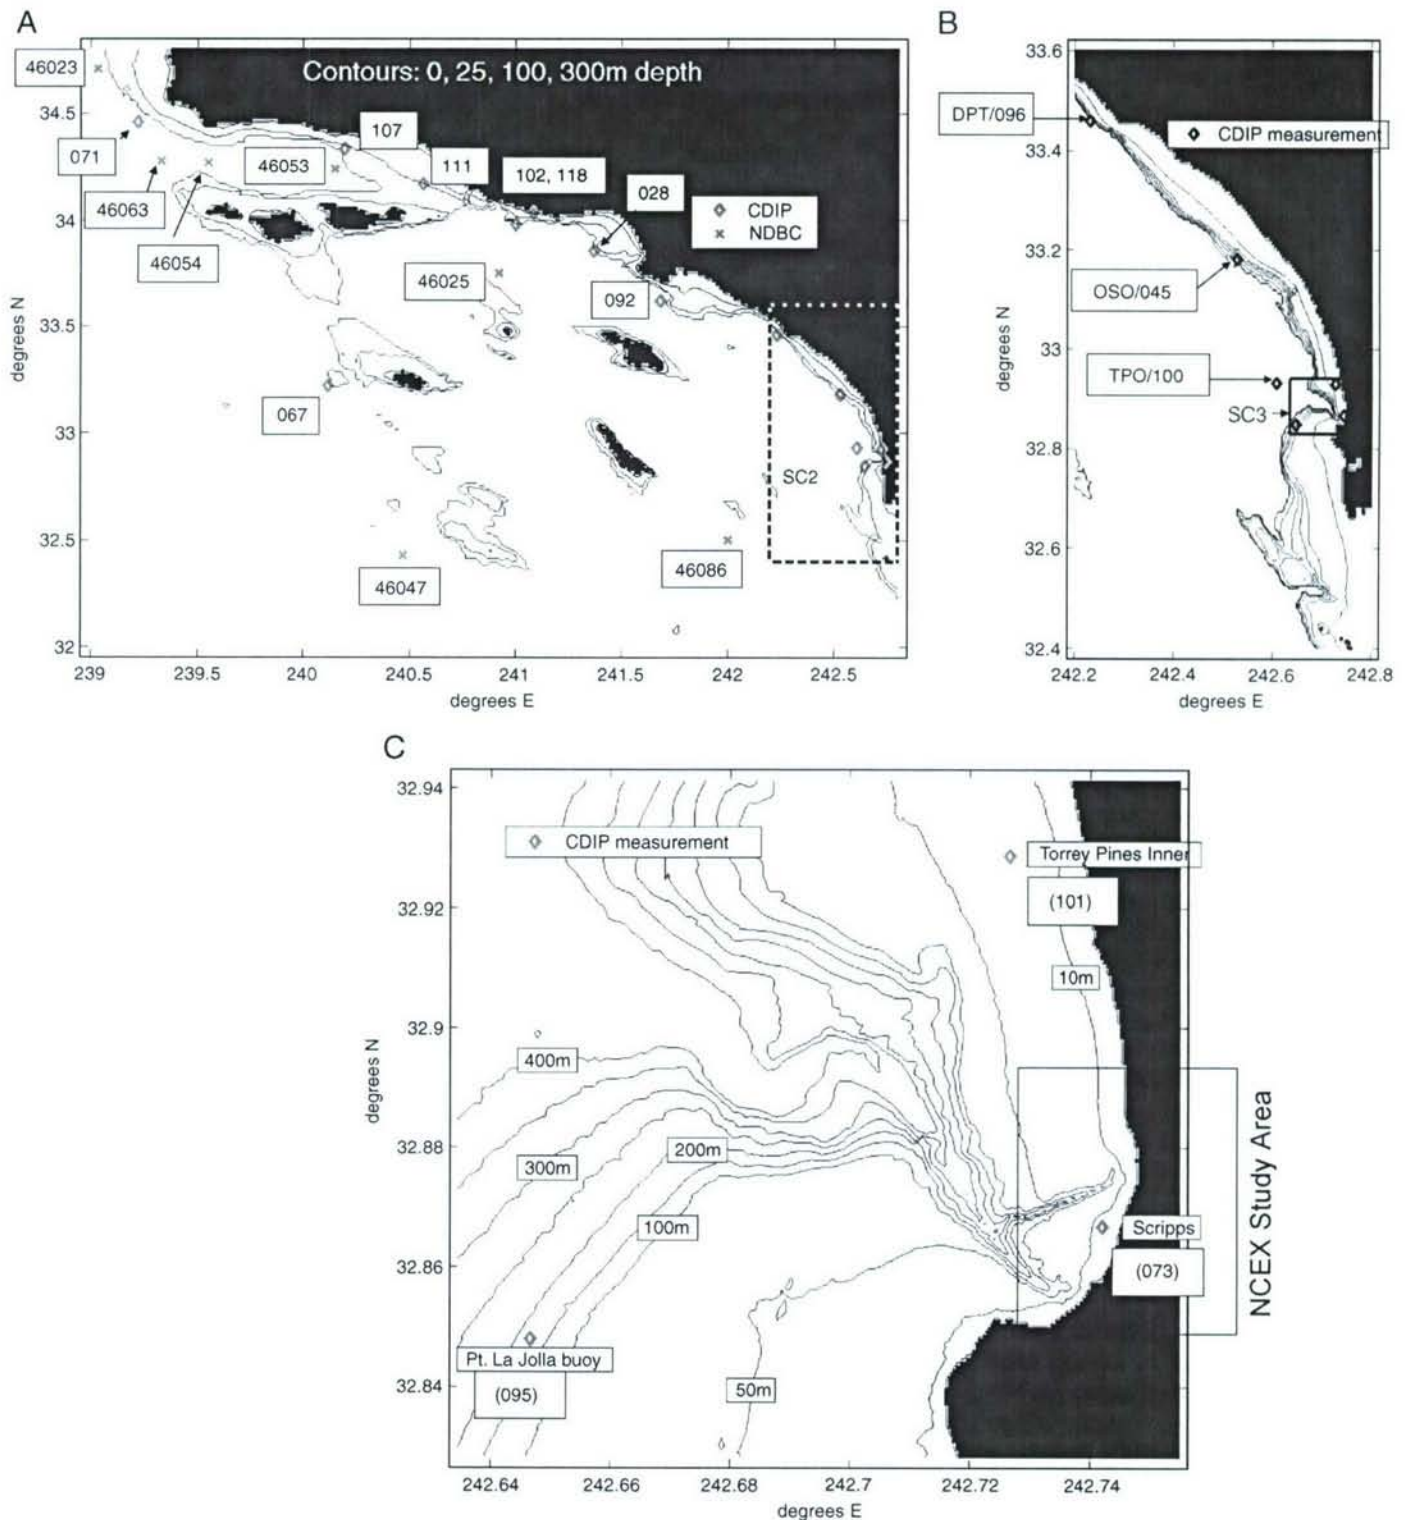 A
Contours: 0, 25, 100, 300m depth
46023
34.5
107
071
46053
111
102, 118
028
CDIP
NDBC
46063
34
46054
46025
092
33.5
degrees N
067
33
SC2
32.5
46047
46086
32
239
239.5
240
240.5
241
241.5
242
242.5
degrees E
B
33.6
DPT/096
CDIP measurement
33.4
33.2
OSO/045
degrees N
33
TPO/100
SC3
32.8
32.6
32.4
242.2
242.4
242.6
242.8
degrees E
C
32.94
CDIP measurement
Torrey Pines Inner
(101)
32.92
10m
32.9
400m
degrees N
32.88
200m
300m
100m
Scripps
(073)
NCEX Study Area
32.86
Pt. La Jolla buoy
(095)
32.84
50m
242.64
242.66
242.68
242.7
242.72
242.74
degrees E